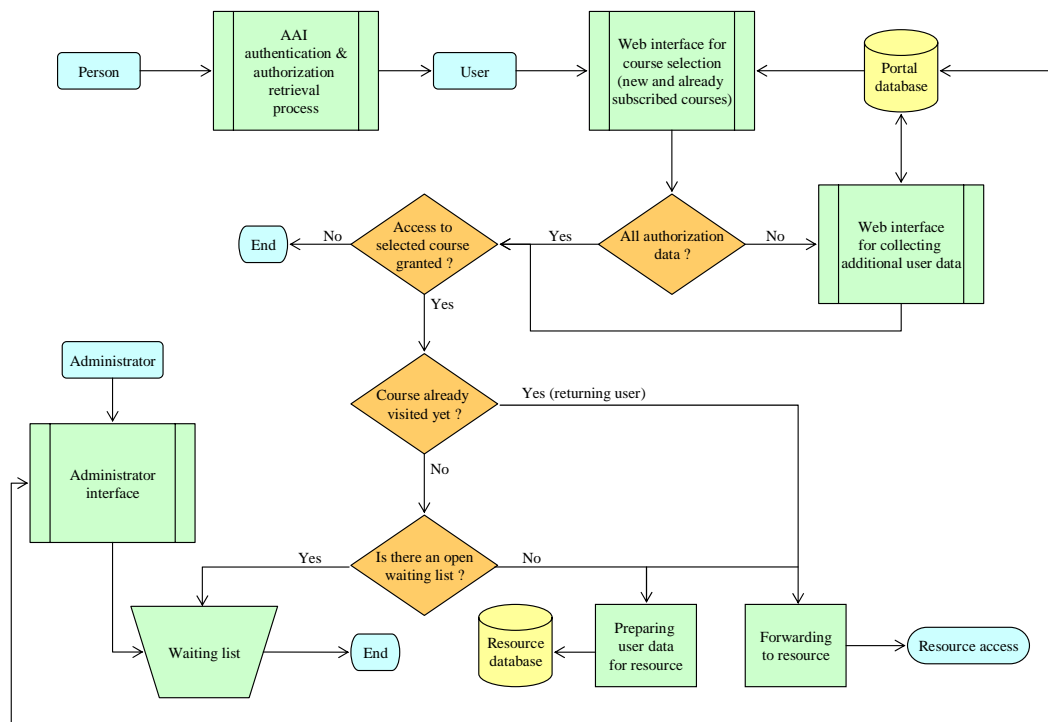 Person
AAI
authentication &
authorization
retrieval
process
User
Web interface for
course selection
(new and already
subscribed courses)
Portal
database
End
No
Access to
selected course
granted ?
Yes
All authorization
data ?
No
Web interface
for collecting
additional user data
Yes
Administrator
Course already
visited yet ?
Yes (returning user)
Administrator
interface
No
Yes
Is there an open
waiting list ?
No
Waiting list
End
Resource
database
Preparing
user data
for resource
Forwarding
to resource
Resource access